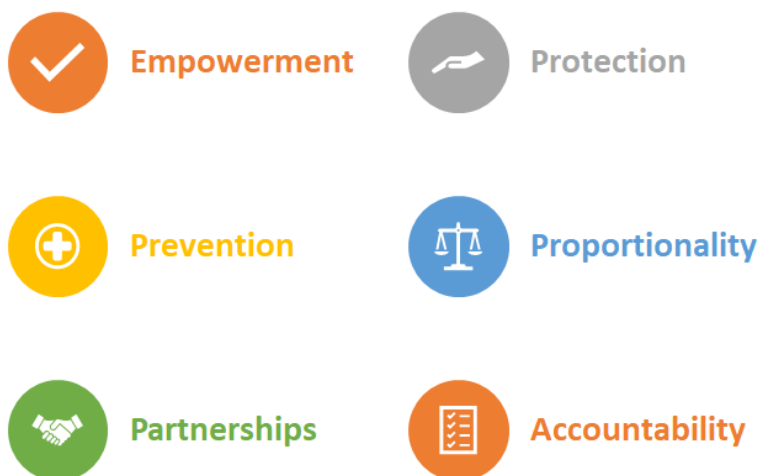 Empowerment
Protection
Prevention
Proportionality
Partnerships
Accountability